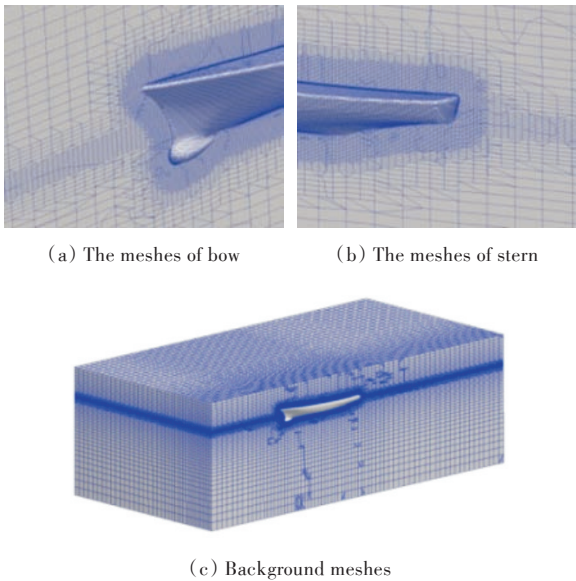 (a) The meshes of bow
(b) The meshes of stern
(c) Background meshes